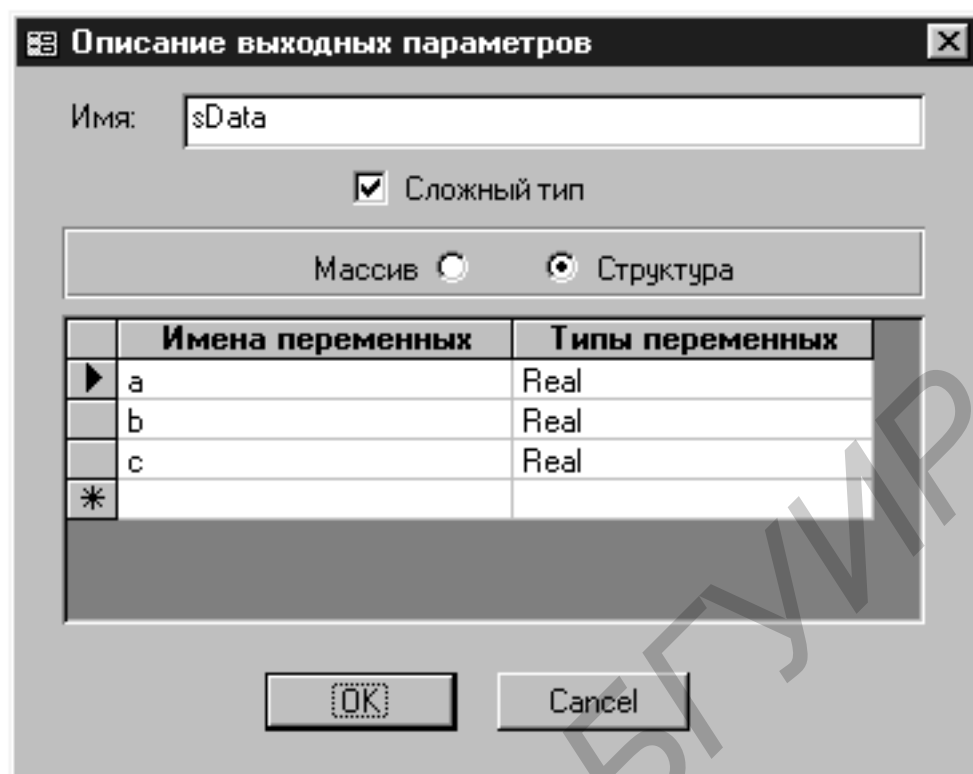 Описание выходных параметров
Имя: sData
Сложный тип
Массив Структура
Имена переменных Типы переменных
a Real
b Real
c Real
OK Cancel
БГУИР